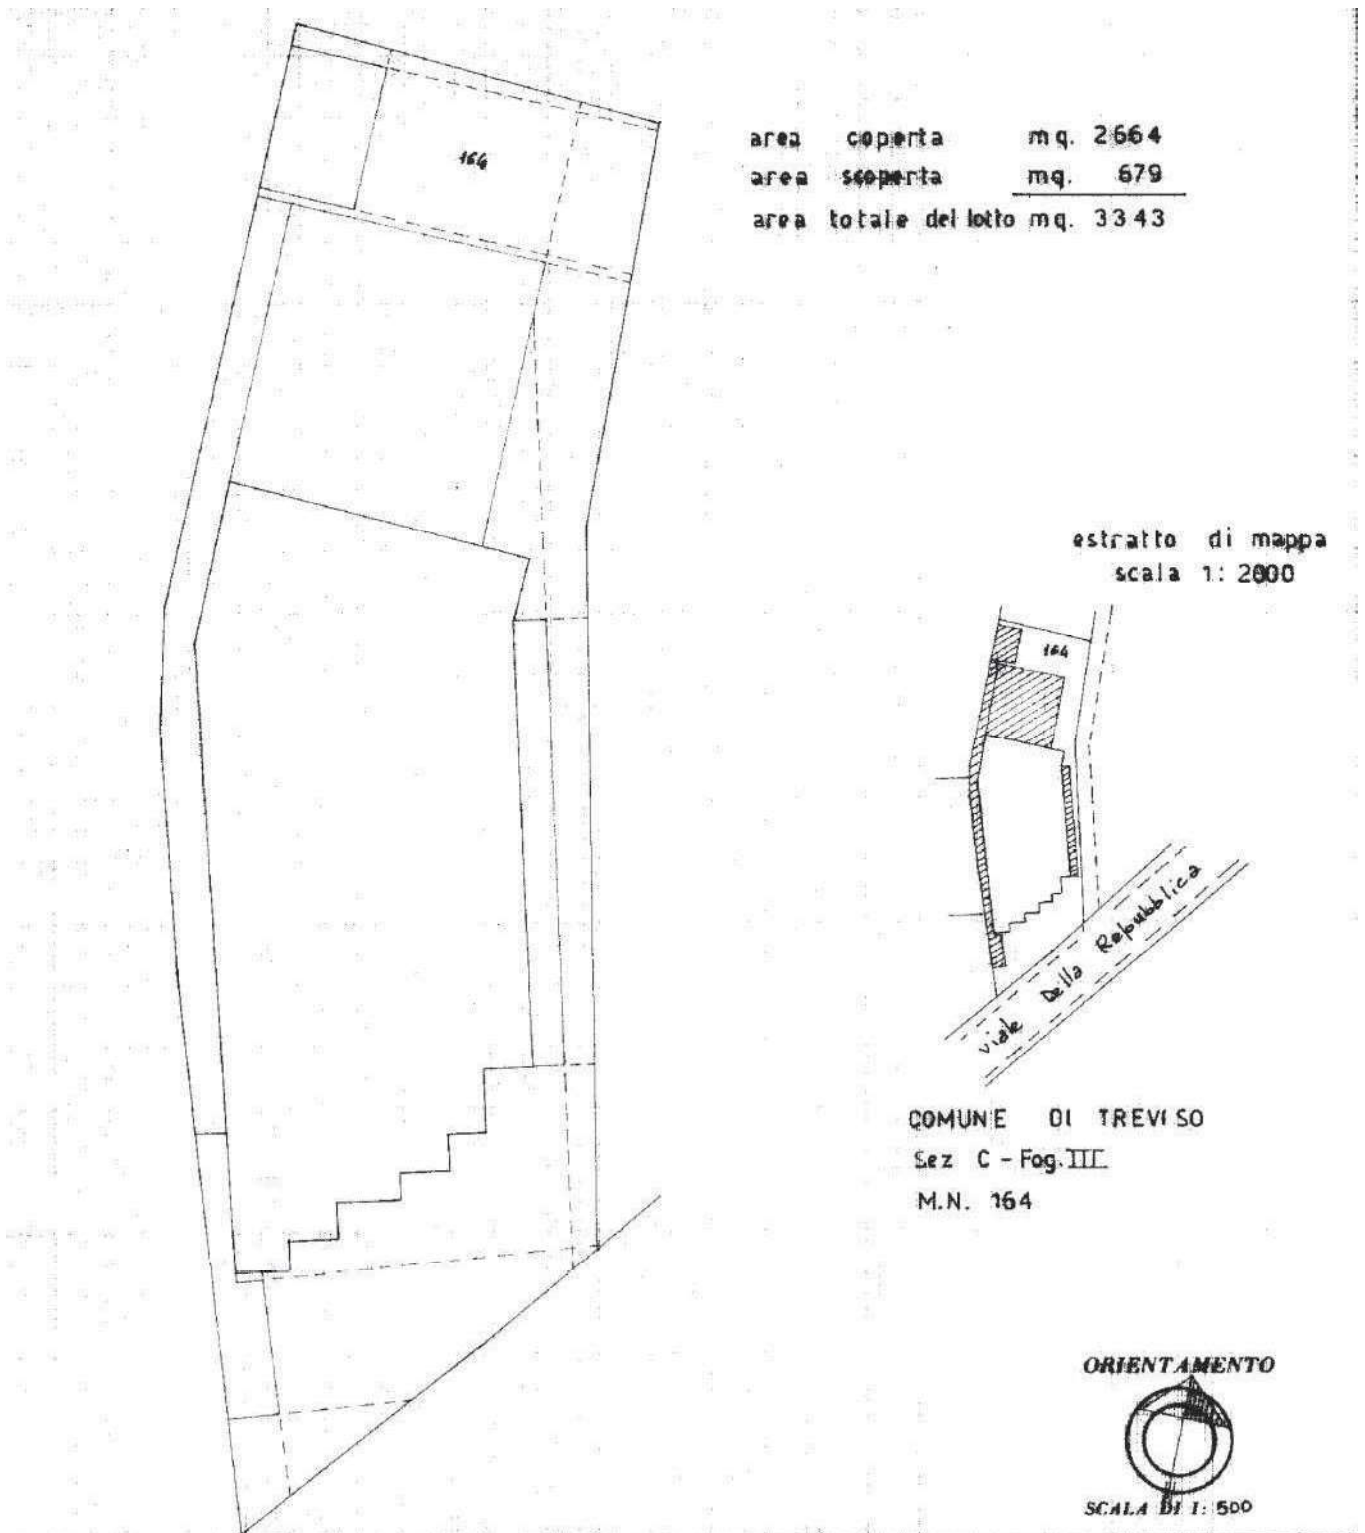 164
area coperta mq. 2664
area scoperta mq. 679
area totale del lotto mq. 3343
estratto di mappa
scala 1: 2000
164
viale Della Repubblica
COMUNE DI TREVISO
Sez C - Fog. III
M.N. 164
ORIENTAMENTO
SCALA DI 1: 500